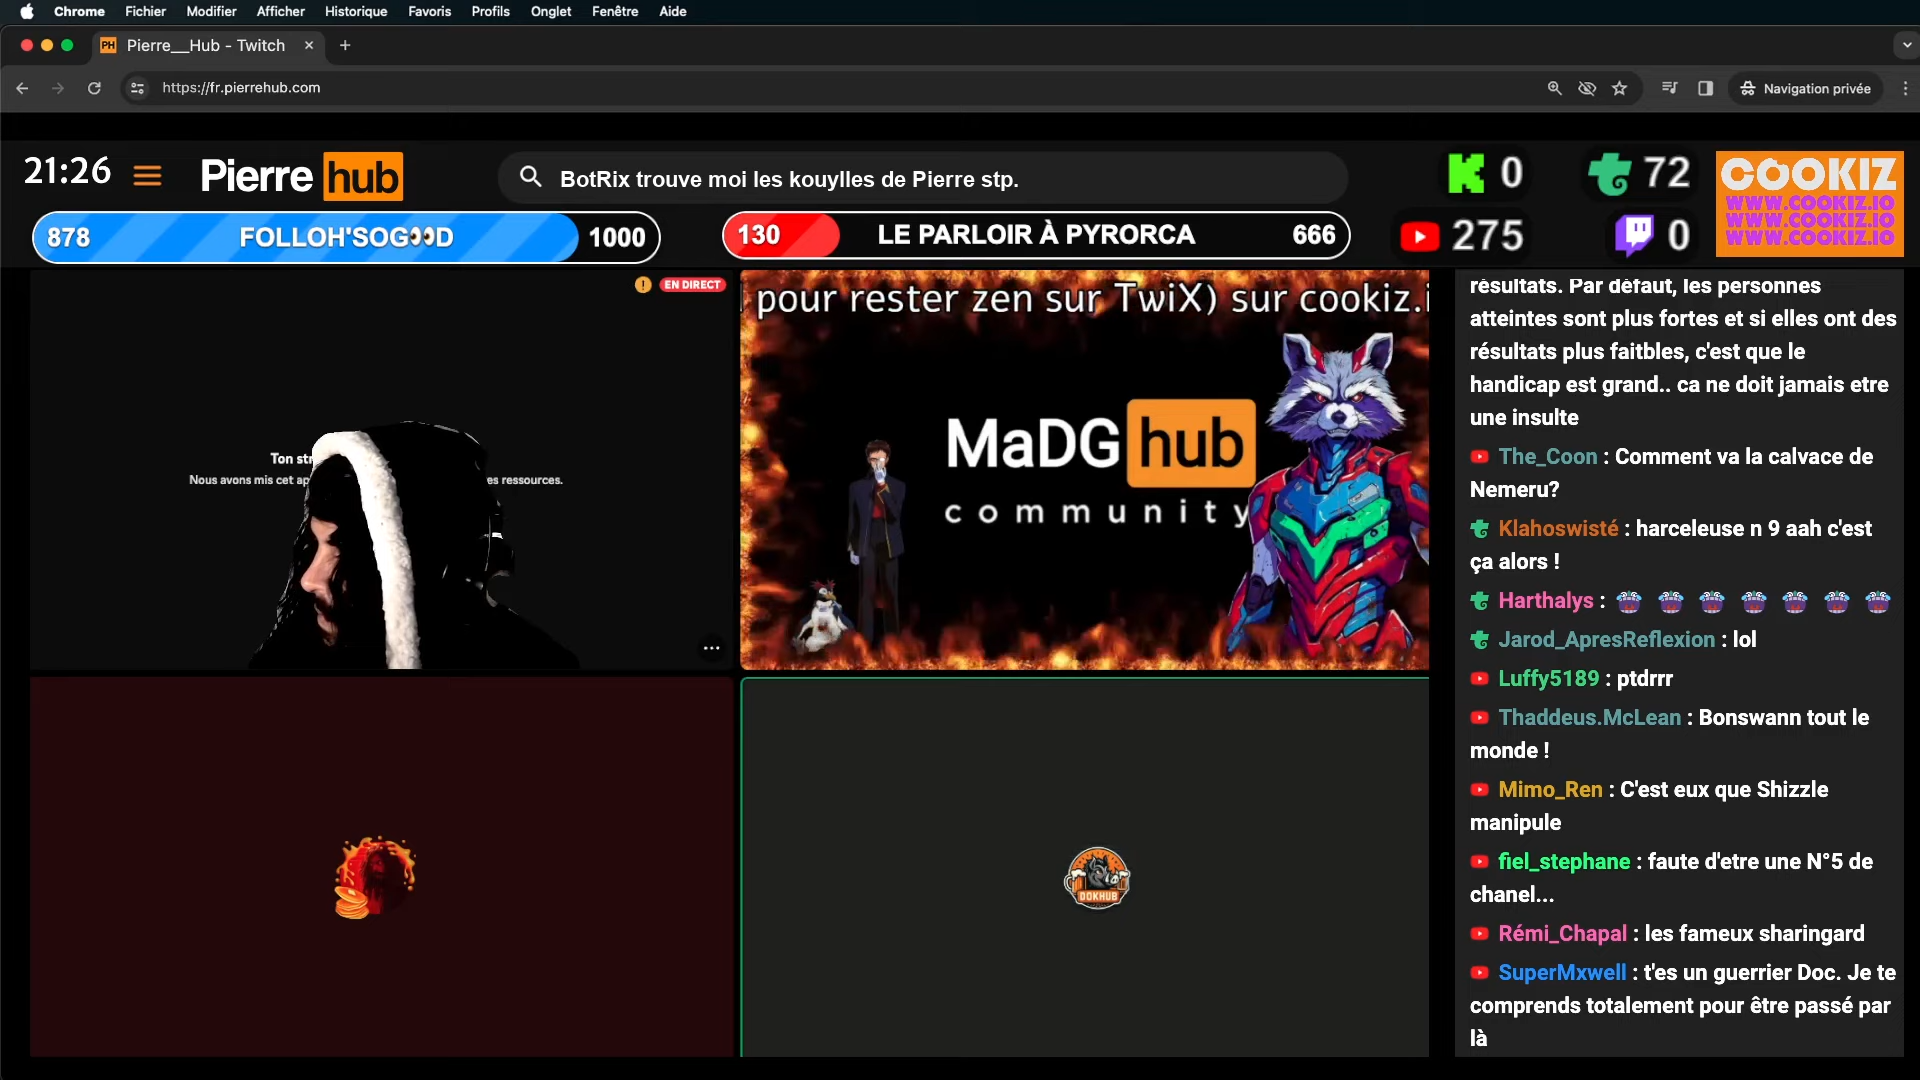 Chrome Fichier Modifier Afficher Historique Favoris Profils Onglet Fenêtre Aide
PH Pierre__Hub - Twitch
https://fr.pierrehub.com
Navigation privée
21:26
Pierre hub
BotRix trouve moi les kouylles de Pierre stp.
0
72
COOKIZ
WWW.COOKIZ.IO
WWW.COOKIZ.IO
WWW.COOKIZ.IO
878 FOLLOH'SOG👀D 1000
130 LE PARLOIR À PYRORCA 666
275
0
EN DIRECT
Ton str
Nous avons mis cet ap
es ressources.
pour rester zen sur TwiX) sur cookiz.i
MaDG hub
community
DOKHUB
résultats. Par défaut, les personnes
atteintes sont plus fortes et si elles ont des
résultats plus faitbles, c'est que le
handicap est grand.. ca ne doit jamais etre
une insulte
The_Coon : Comment va la calvace de
Nemeru?
Klahoswisté : harceleuse n 9 aah c'est
ça alors !
Harthalys :
Jarod_ApresReflexion : lol
Luffy5189 : ptdrrr
Thaddeus.McLean : Bonswann tout le
monde !
Mimo_Ren : C'est eux que Shizzle
manipule
fiel_stephane : faute d'etre une N°5 de
chanel...
Rémi_Chapal : les fameux sharingard
SuperMxwell : t'es un guerrier Doc. Je te
comprends totalement pour être passé par
là